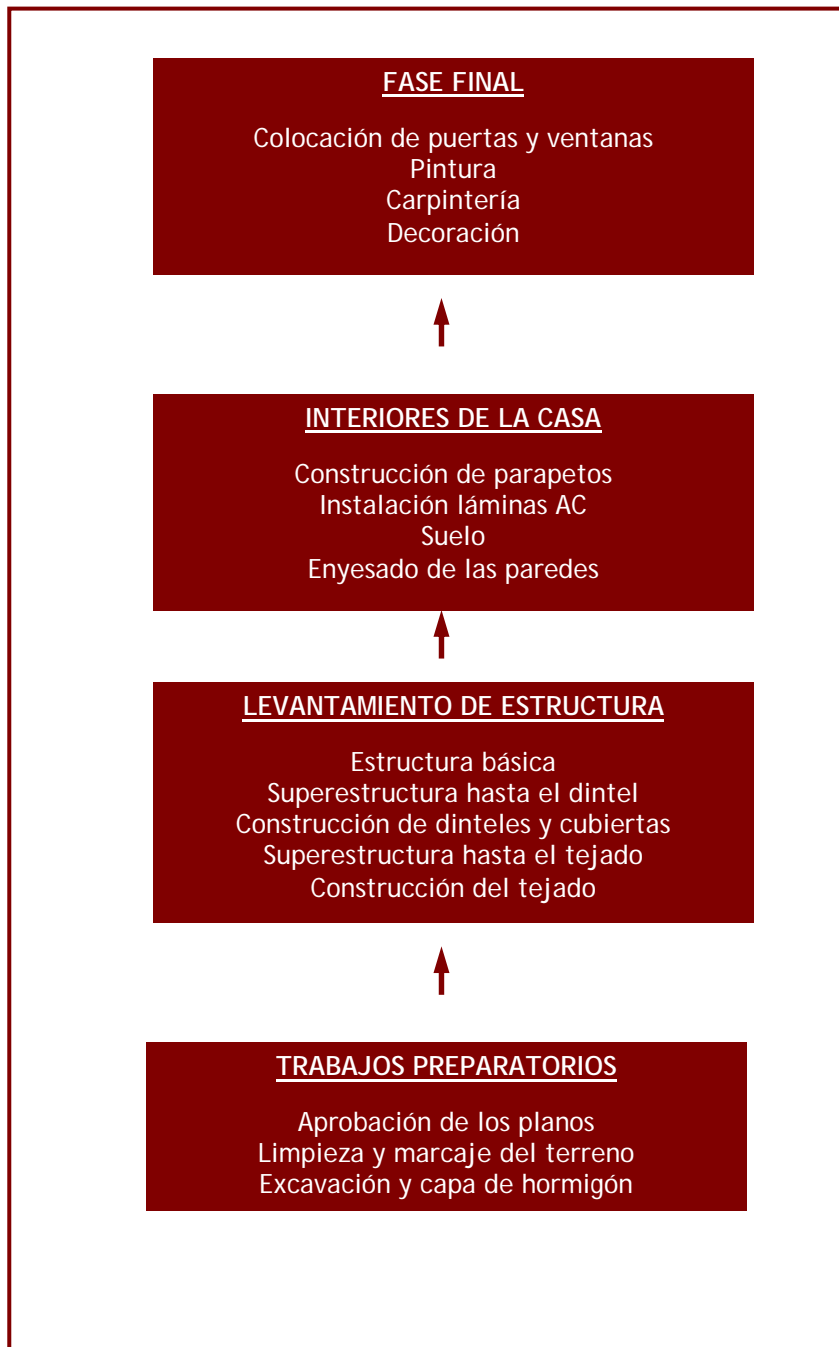 FASE FINAL
Colocación de puertas y ventanas
Pintura
Carpintería
Decoración
INTERIORES DE LA CASA
Construcción de parapetos
Instalación láminas AC
Suelo
Enyesado de las paredes
LEVANTAMIENTO DE ESTRUCTURA
Estructura básica
Superestructura hasta el dintel
Construcción de dinteles y cubiertas
Superestructura hasta el tejado
Construcción del tejado
TRABAJOS PREPARATORIOS
Aprobación de los planos
Limpieza y marcaje del terreno
Excavación y capa de hormigón